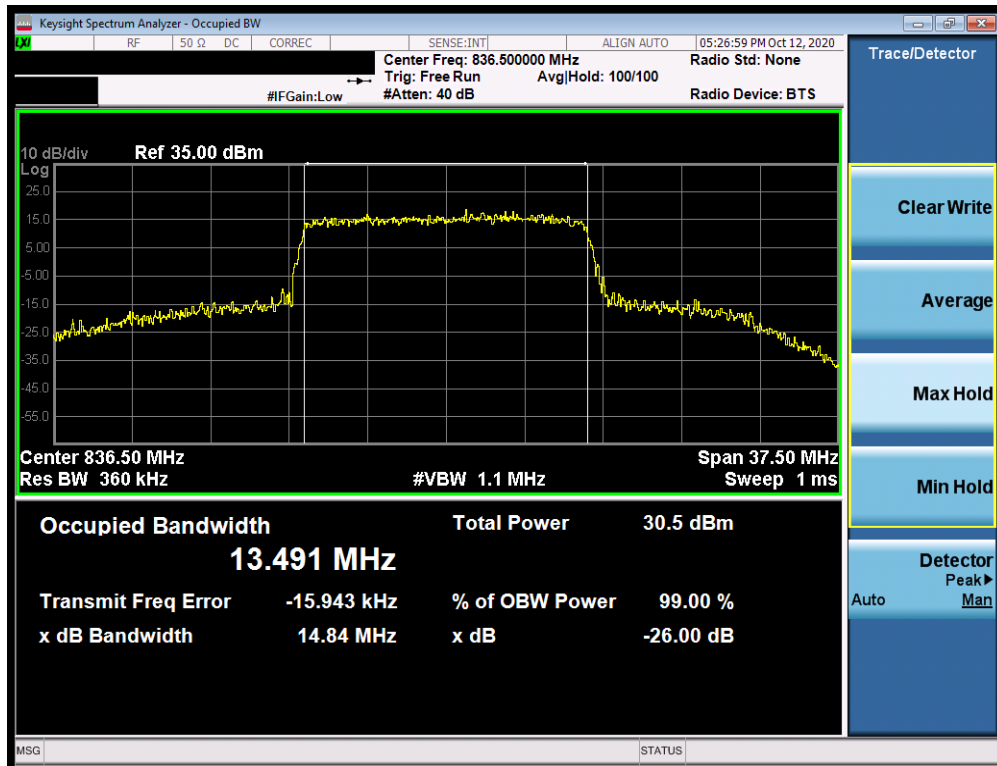 Keysight Spectrum Analyzer - Occupied BW
LXI RF 50 Ω DC CORREC SENSE:INT ALIGN AUTO 05:26:59 PM Oct 12, 2020
Center Freq: 836.500000 MHz Radio Std: None
Trig: Free Run Avg|Hold: 100/100
#IFGain:Low #Atten: 40 dB Radio Device: BTS
10 dB/div Ref 35.00 dBm
Log
25.0
15.0
5.00
-5.00
-15.0
-25.0
-35.0
-45.0
-55.0
Center 836.50 MHz Span 37.50 MHz
Res BW 360 kHz #VBW 1.1 MHz Sweep 1 ms
Occupied Bandwidth Total Power 30.5 dBm
13.491 MHz
Transmit Freq Error -15.943 kHz % of OBW Power 99.00 %
x dB Bandwidth 14.84 MHz x dB -26.00 dB
MSG STATUS
Trace/Detector
Clear Write
Average
Max Hold
Min Hold
Detector
Peak▶
Auto Man